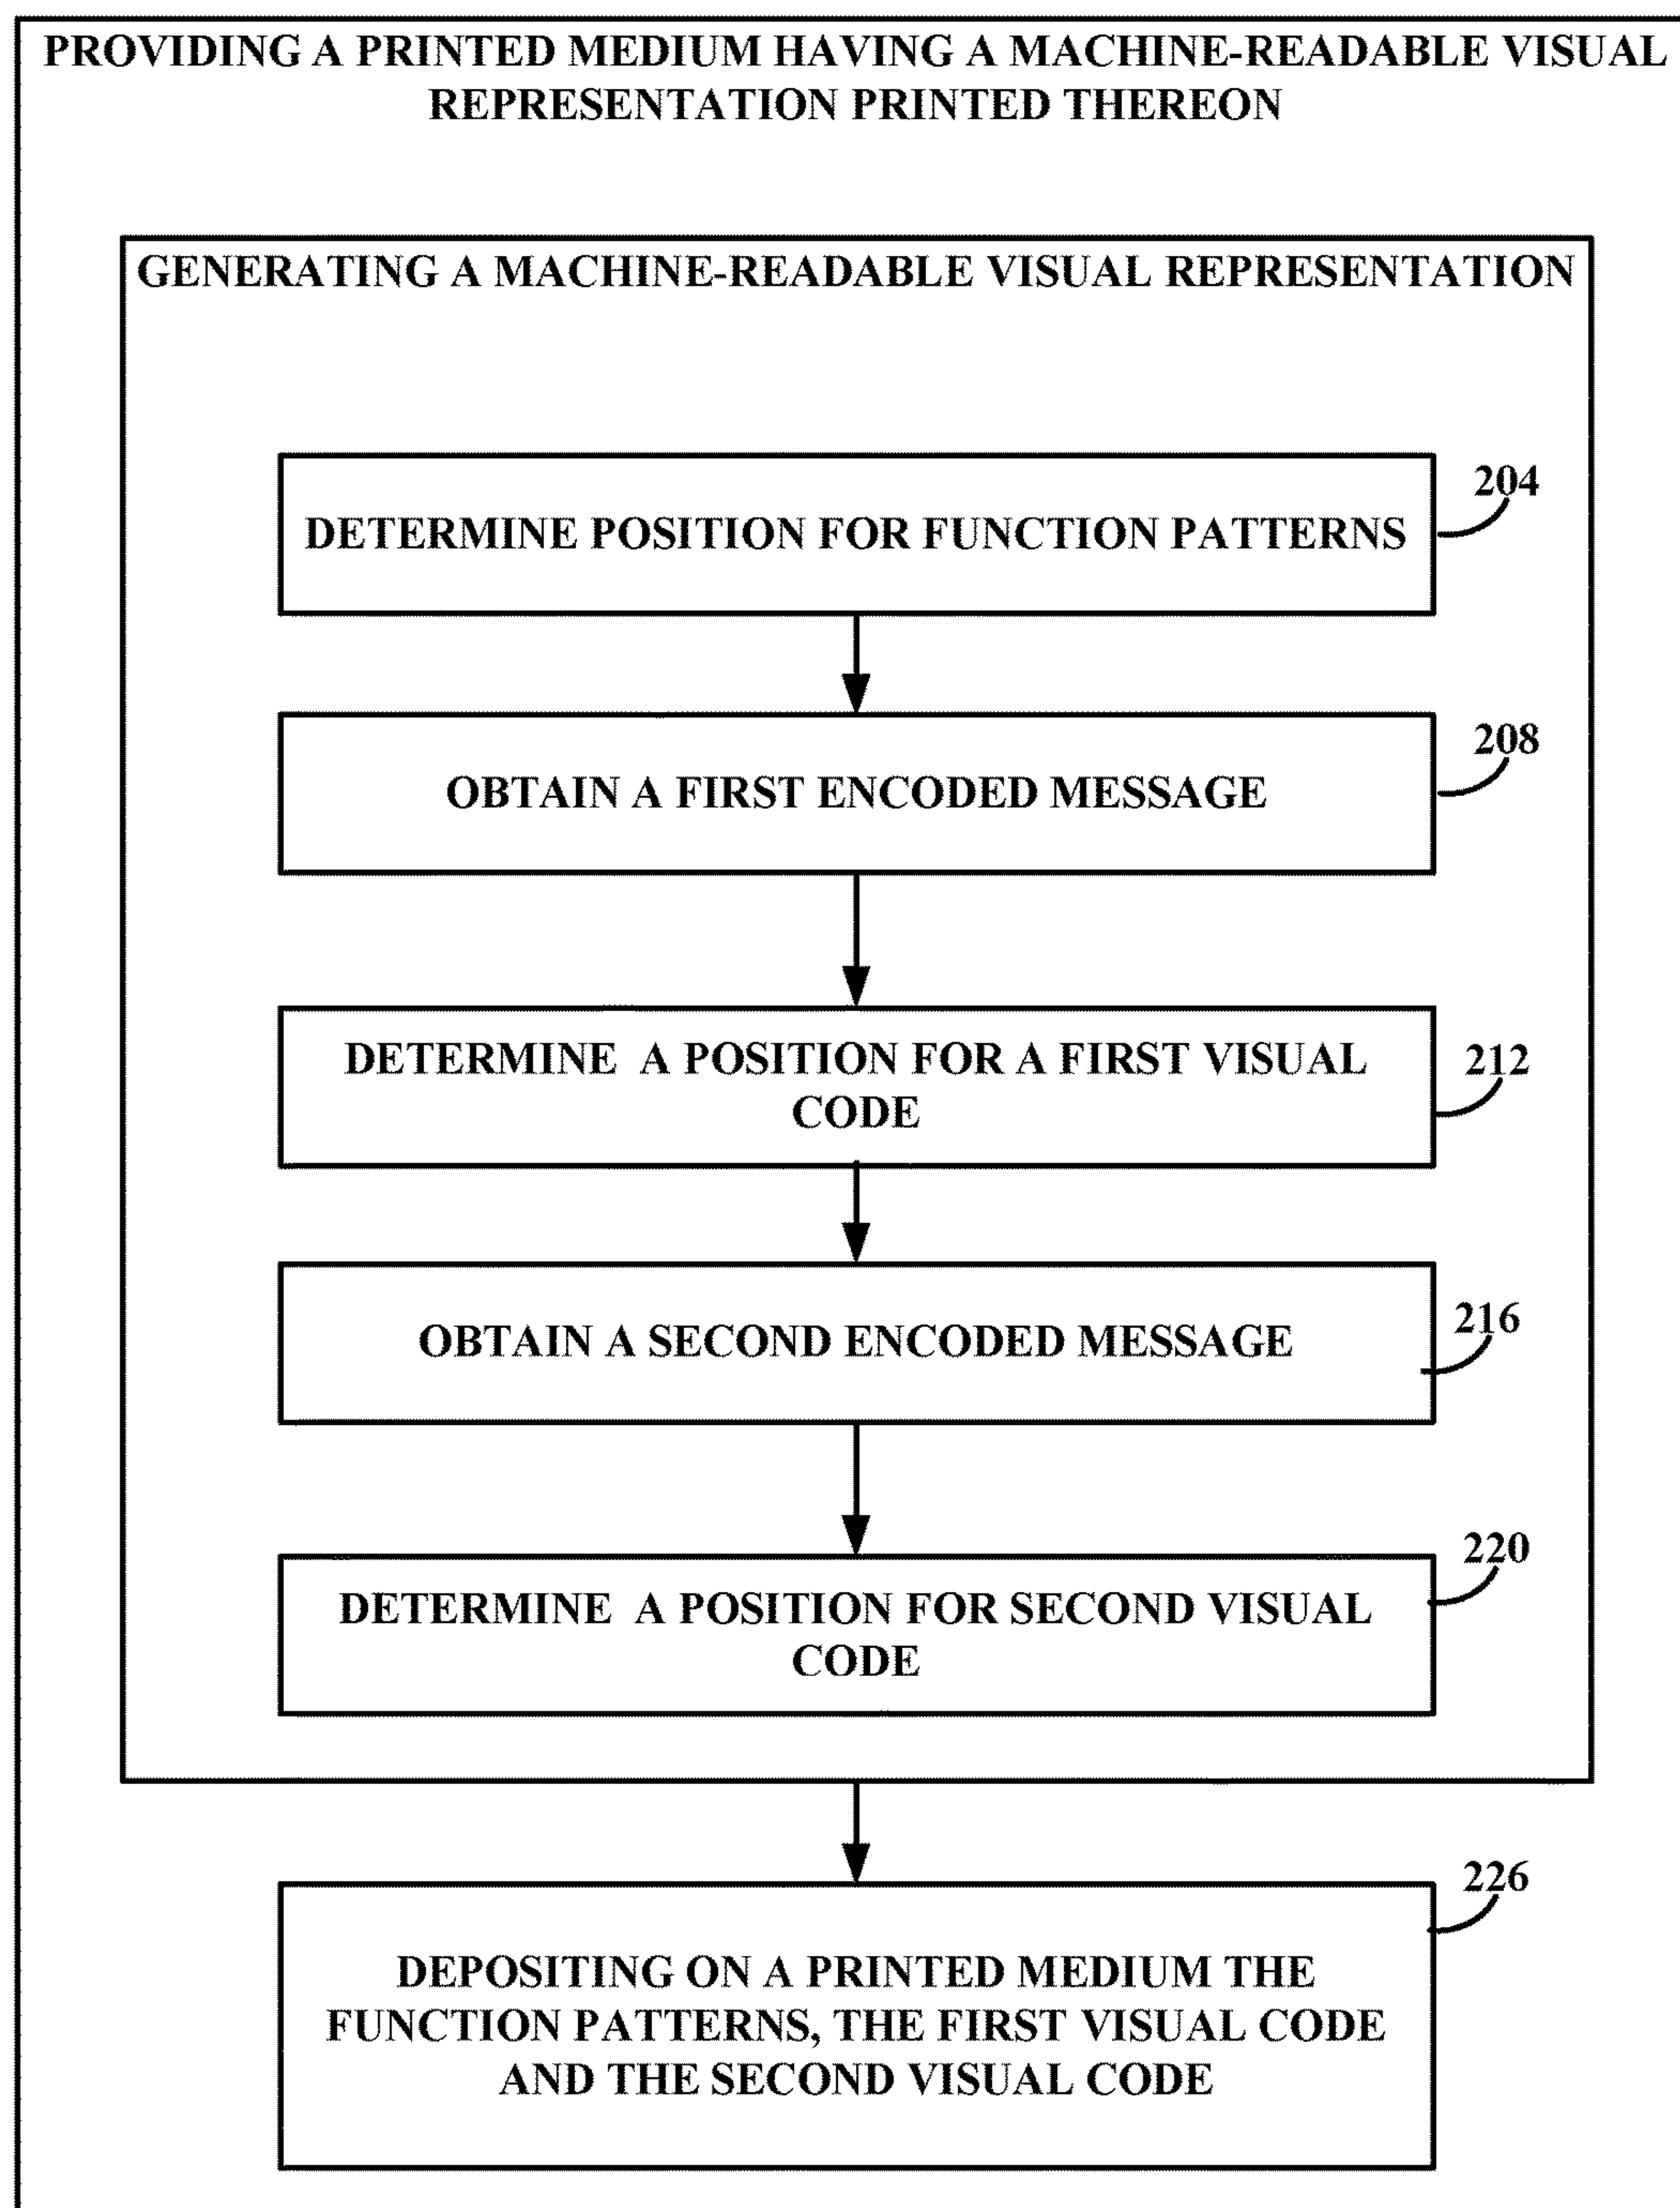 PROVIDING A PRINTED MEDIUM HAVING A MACHINE-READABLE VISUAL
REPRESENTATION PRINTED THEREON
GENERATING A MACHINE-READABLE VISUAL REPRESENTATION
204
DETERMINE POSITION FOR FUNCTION PATTERNS
208
OBTAIN A FIRST ENCODED MESSAGE
212
DETERMINE A POSITION FOR A FIRST VISUAL
CODE
216
OBTAIN A SECOND ENCODED MESSAGE
220
DETERMINE A POSITION FOR SECOND VISUAL
CODE
226
DEPOSITING ON A PRINTED MEDIUM THE
FUNCTION PATTERNS, THE FIRST VISUAL CODE
AND THE SECOND VISUAL CODE